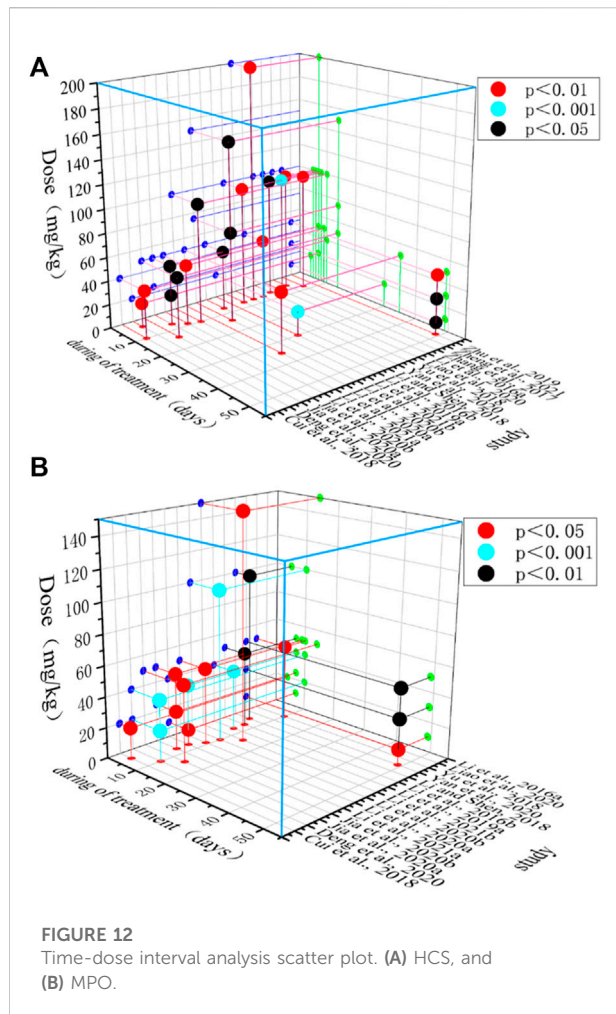 A
200
180
160
140
120
100
80
60
40
20
0
Dose (mg/kg)
10
20
30
40
50
during of treatment (days)
Deng et al.,
Cui et al., 2018
2020
study
p<0.01
p<0.001
p<0.05
B
140
120
100
80
60
40
20
0
Dose (mg/kg)
10
20
30
40
50
during of treatment (days)
Deng et al., 2020
Cui et al., 2018
study
p<0.05
p<0.001
p<0.01
FIGURE 12
Time-dose interval analysis scatter plot. (A) HCS, and
(B) MPO.